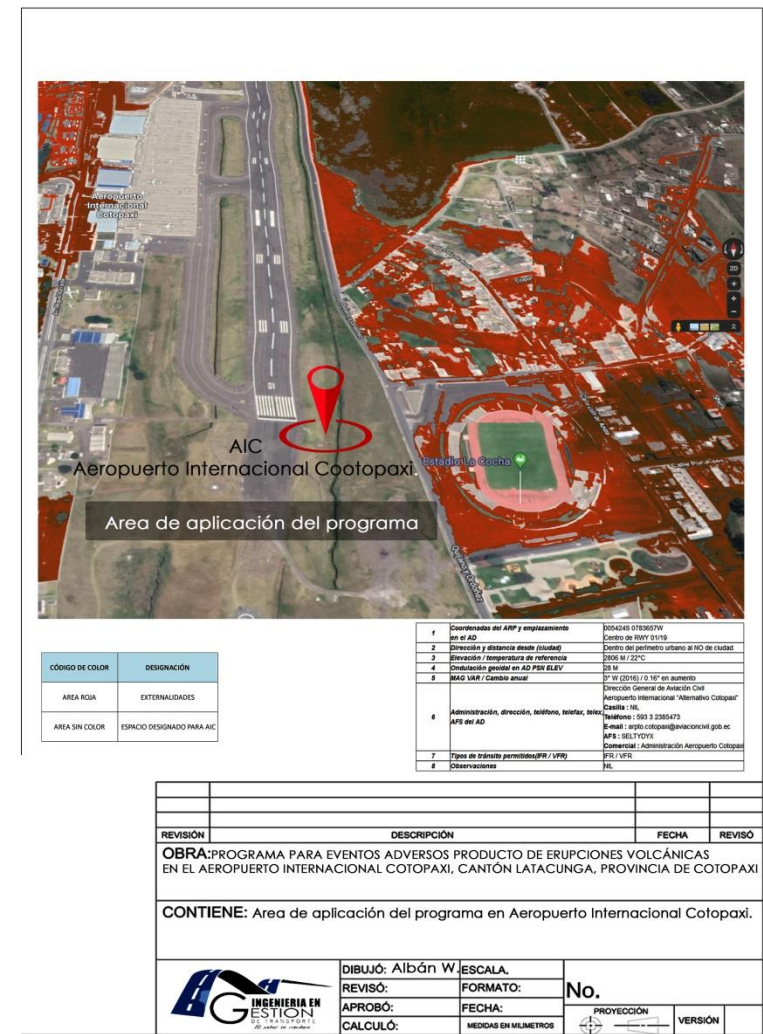 Aeropuerto
Internacional
Cotopaxi
2D
AIC
Aeropuerto Internacional Cootopaxi.
Estadio La Cocha
Area de aplicación del programa
Quijano y Ordoñez
CÓDIGO DE COLOR DESIGNACIÓN
AREA ROJA EXTERNALIDADES
AREA SIN COLOR ESPACIO DESIGNADO PARA AIC
1 Coordenadas del ARP y emplazamiento en el AD 005424S 0783657W
Centro de RWY 01/19
2 Dirección y distancia desde (ciudad) Dentro del perímetro urbano al NO de ciudad
3 Elevación / temperatura de referencia 2806 M / 22°C
4 Ondulación geoidal en AD PSN ELEV 28 M
5 MAG VAR / Cambio anual 3° W (2016) / 0.16° en aumento
6 Administración, dirección, teléfono, telefax, telex, AFS del AD
Dirección General de Aviación Civil
Aeropuerto Internacional "Alternativo Cotopaxi"
Casilla : NIL
Teléfono : 593 3 2385473
E-mail : arpto.cotopaxi@aviacioncivil.gob.ec
AFS : SELTYDYX
Comercial : Administración Aeropuerto Cotopaxi
7 Tipos de tránsito permitidos(IFR / VFR) IFR / VFR
8 Observaciones NIL
REVISIÓN DESCRIPCIÓN FECHA REVISÓ
OBRA:PROGRAMA PARA EVENTOS ADVERSOS PRODUCTO DE ERUPCIONES VOLCÁNICAS
EN EL AEROPUERTO INTERNACIONAL COTOPAXI, CANTÓN LATACUNGA, PROVINCIA DE COTOPAXI
CONTIENE: Area de aplicación del programa en Aeropuerto Internacional Cotopaxi.
INGENIERIA EN
GESTION
DE TRANSPORTE
DIBUJÓ: Albán W. ESCALA.
REVISÓ: FORMATO:
APROBÓ: FECHA:
CALCULÓ: MEDIDAS EN MILIMETROS
No.
PROYECCIÓN VERSIÓN